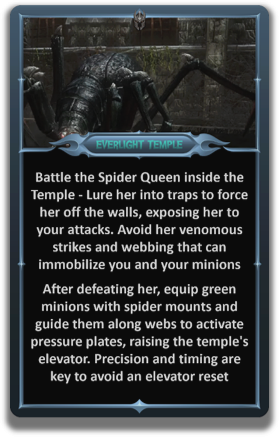 EVERLIGHT TEMPLE
Battle the Spider Queen inside the
Temple - Lure her into traps to force
her off the walls, exposing her to
your attacks. Avoid her venomous
strikes and webbing that can
immobilize you and your minions
After defeating her, equip green
minions with spider mounts and
guide them along webs to activate
pressure plates, raising the temple's
elevator. Precision and timing are
key to avoid an elevator reset